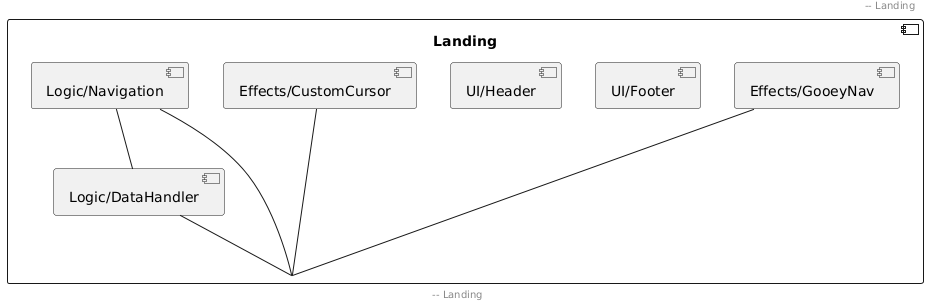 -- Landing
Landing
Logic/Navigation
Effects/CustomCursor
UI/Header
UI/Footer
Effects/GooeyNav
Logic/DataHandler
-- Landing